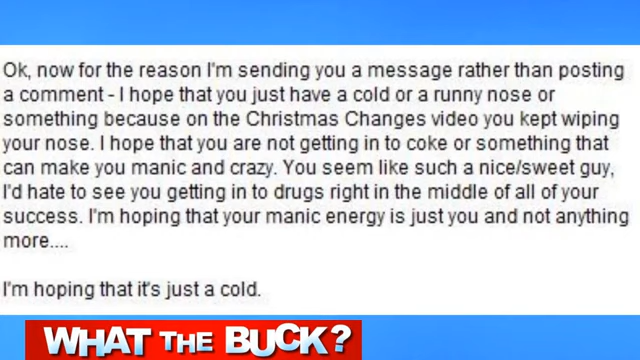 Ok, now for the reason I'm sending you a message rather than posting
a comment - I hope that you just have a cold or a runny nose or
something because on the Christmas Changes video you kept wiping
your nose. I hope that you are not getting in to coke or something that
can make you manic and crazy. You seem like such a nice/sweet guy,
I'd hate to see you getting in to drugs right in the middle of all of your
success. I'm hoping that your manic energy is just you and not anything
more....
I'm hoping that it's just a cold.
WHAT THE BUCK?